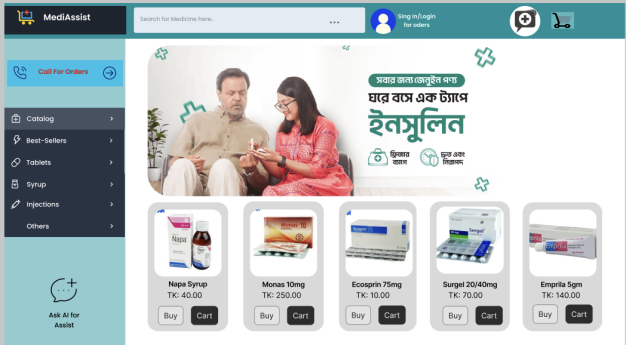 MediAssist
Search for Medicine here.
...
Sing In/Login
for oders
Call For Orders
Catalog
Best-Sellers
Tablets
Syrup
Injections
Others
Ask AI for
Assist
সবার জন্য জেনুইন পণ্য
ঘরে বসে এক ট্যাপে
ইনসুলিন
ফ্রিজার
ব্যাগে
দ্রুত এবং
নিরাপদ
Napa
Monas 10
Ecosprin
Sergel
Emprila
Napa Syrup
TK: 40.00
Buy
Cart
Monas 10mg
TK: 250.00
Buy
Cart
Ecosprin 75mg
TK: 10.00
Buy
Cart
Surgel 20/40mg
TK: 70.00
Buy
Cart
Emprila 5gm
TK: 140.00
Buy
Cart